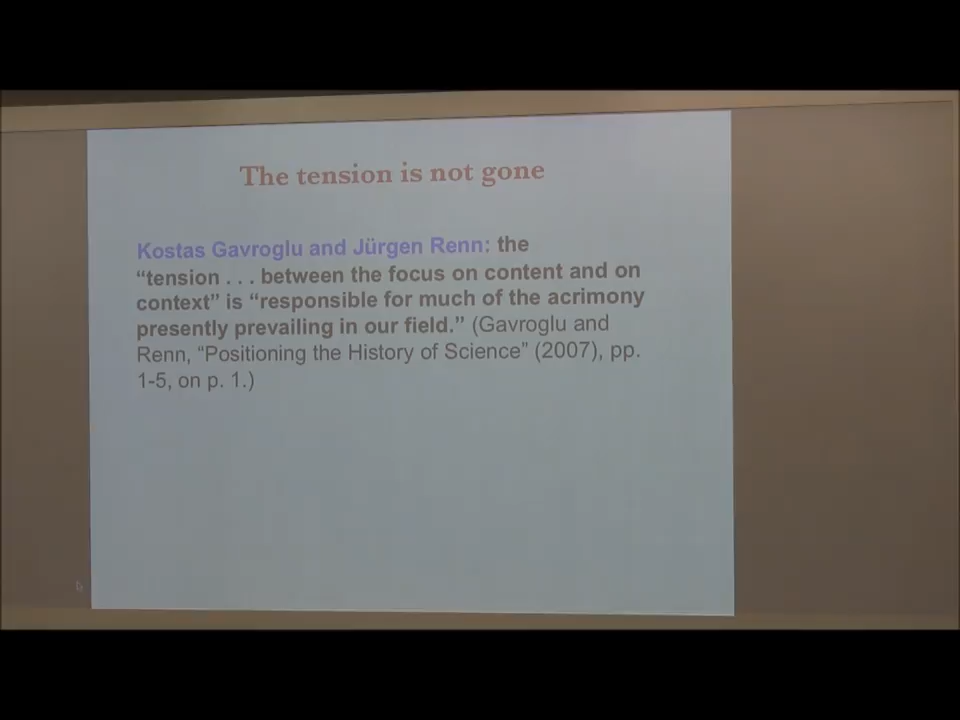 The tension is not gone
Kostas Gavroglu and Jürgen Renn: the
“tension . . . between the focus on content and on
context” is “responsible for much of the acrimony
presently prevailing in our field.” (Gavroglu and
Renn, “Positioning the History of Science” (2007), pp.
1-5, on p. 1.)